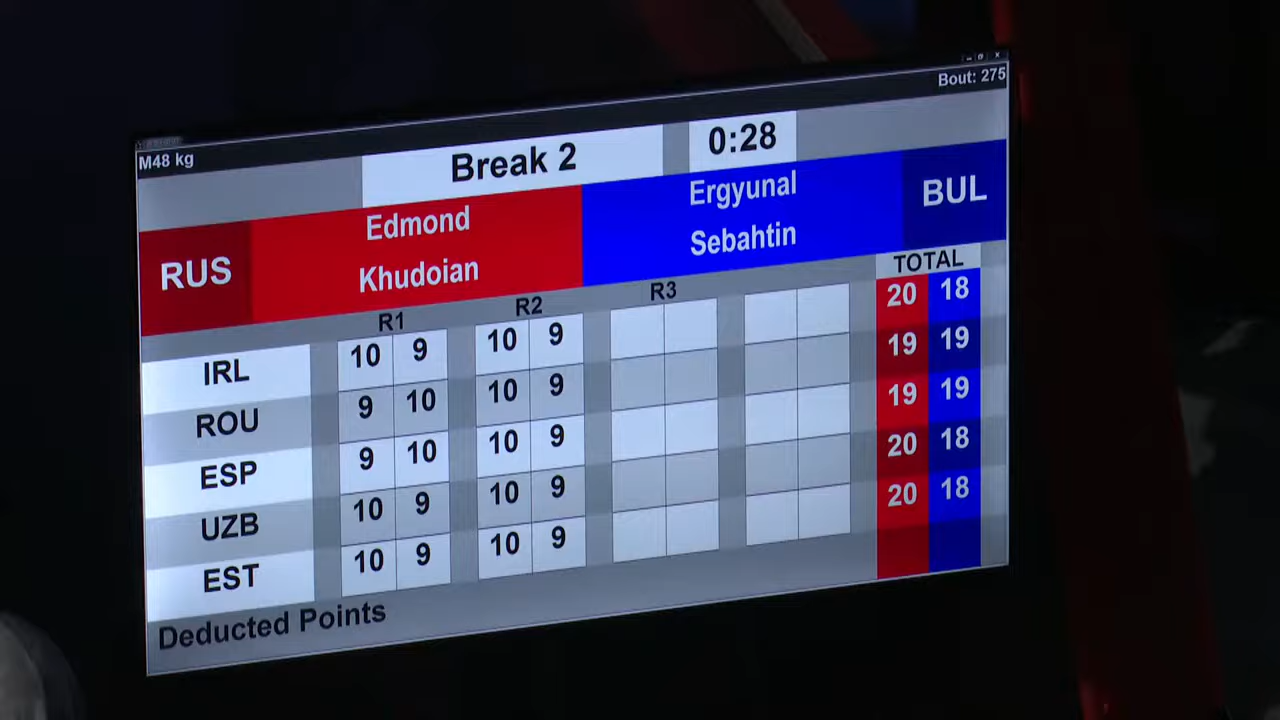 Bout: 275
M48 kg
Break 2 0:28
RUS Edmond Khudoian
Ergyunal Sebahtin BUL
R1 R2 R3 TOTAL
IRL 10 9 10 9 20 18
ROU 9 10 10 9 19 19
ESP 9 10 10 9 19 19
UZB 10 9 10 9 20 18
EST 10 9 10 9 20 18
Deducted Points